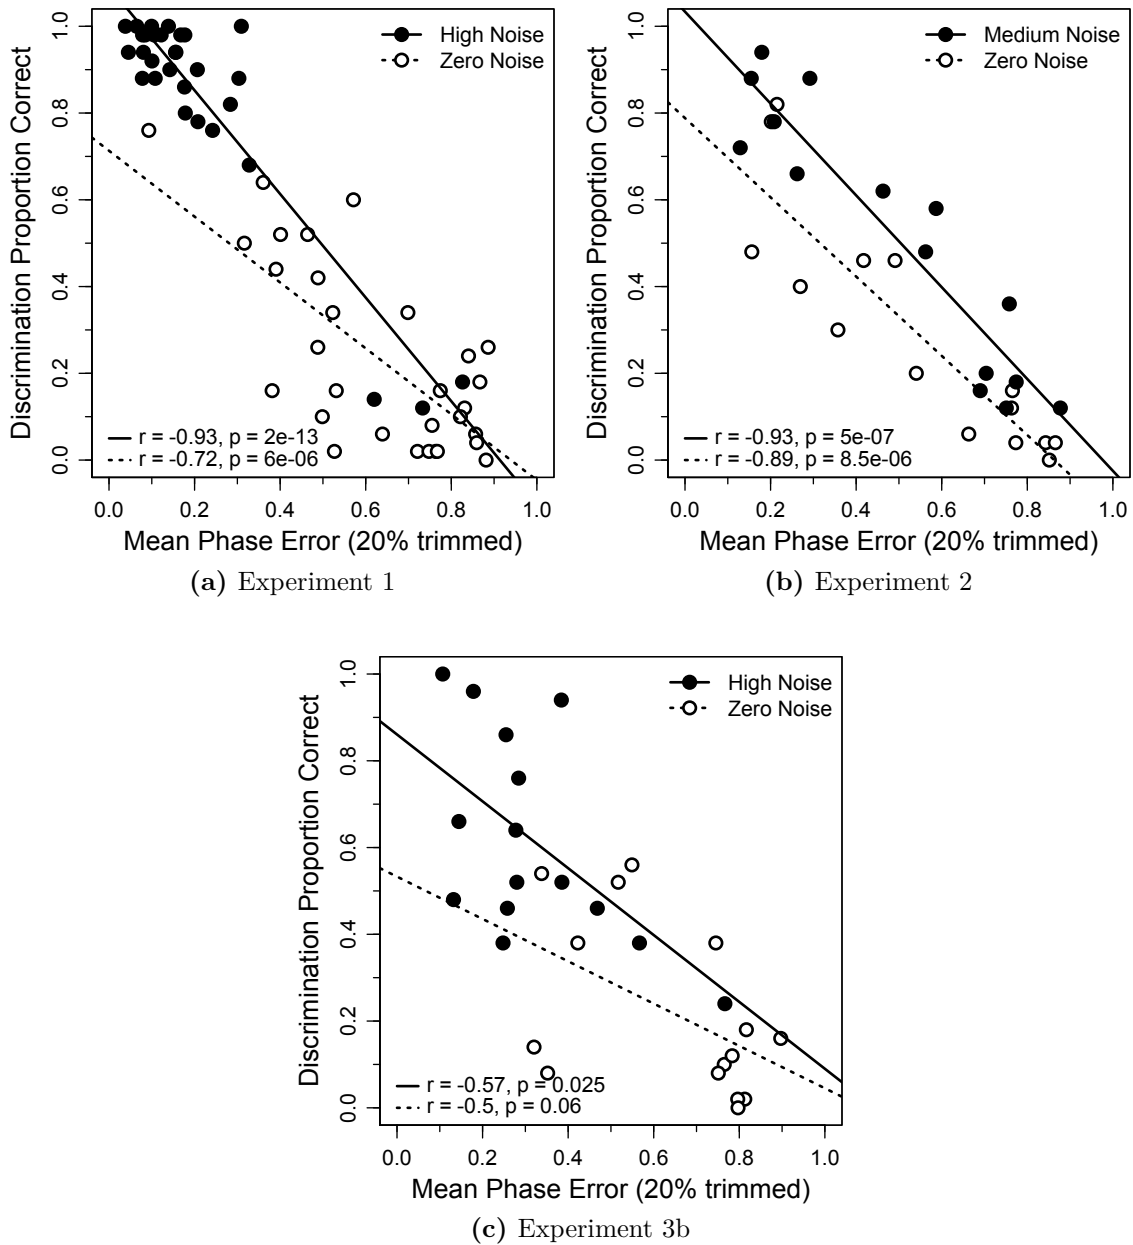 High Noise
Zero Noise
Discrimination Proportion Correct
0.0 0.2 0.4 0.6 0.8 1.0
r = -0.93, p = 2e-13
r = -0.72, p = 6e-06
0.0 0.2 0.4 0.6 0.8 1.0
Mean Phase Error (20% trimmed)
(a) Experiment 1
Medium Noise
Zero Noise
Discrimination Proportion Correct
0.0 0.2 0.4 0.6 0.8 1.0
r = -0.93, p = 5e-07
r = -0.89, p = 8.5e-06
0.0 0.2 0.4 0.6 0.8 1.0
Mean Phase Error (20% trimmed)
(b) Experiment 2
High Noise
Zero Noise
Discrimination Proportion Correct
0.0 0.2 0.4 0.6 0.8 1.0
r = -0.57, p = 0.025
r = -0.5, p = 0.06
0.0 0.2 0.4 0.6 0.8 1.0
Mean Phase Error (20% trimmed)
(c) Experiment 3b